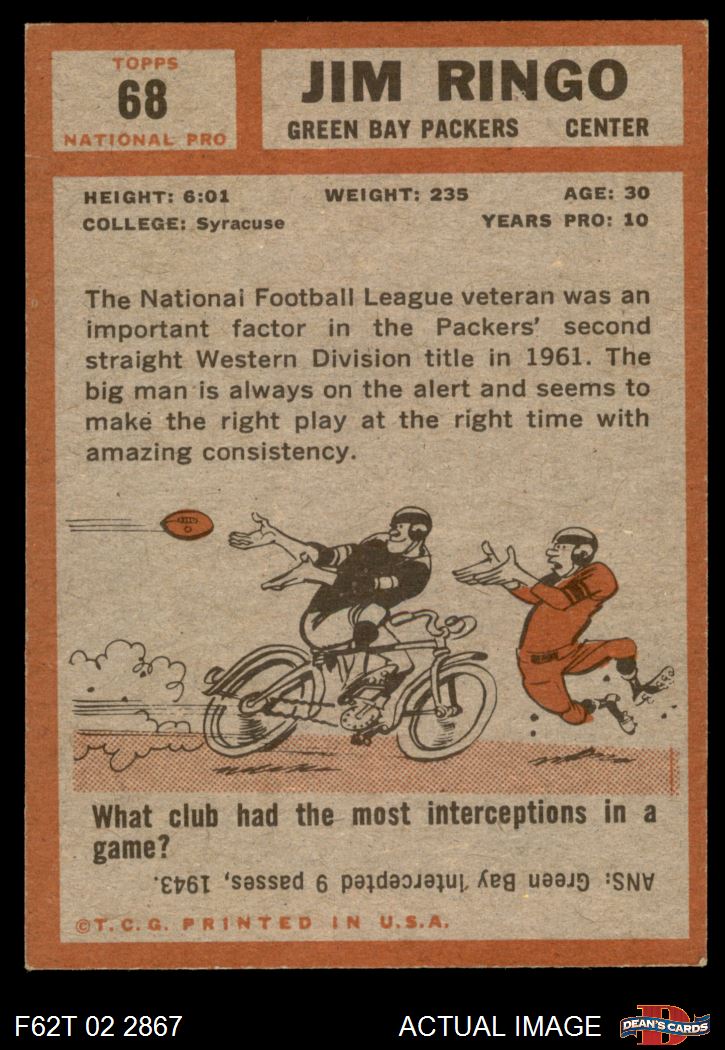 TOPPS
68
NATIONAL PRO
JIM RINGO
GREEN BAY PACKERS CENTER
HEIGHT: 6:01 WEIGHT: 235 AGE: 30
COLLEGE: Syracuse YEARS PRO: 10
The National Football League veteran was an
important factor in the Packers' second
straight Western Division title in 1961. The
big man is always on the alert and seems to
make the right play at the right time with
amazing consistency.
What club had the most interceptions in a
game?
ANS: Green Bay intercepted 9 passes, 1943.
©T.C.G. PRINTED IN U.S.A.
F62T 02 2867 ACTUAL IMAGE
D
DEAN'S CARDS